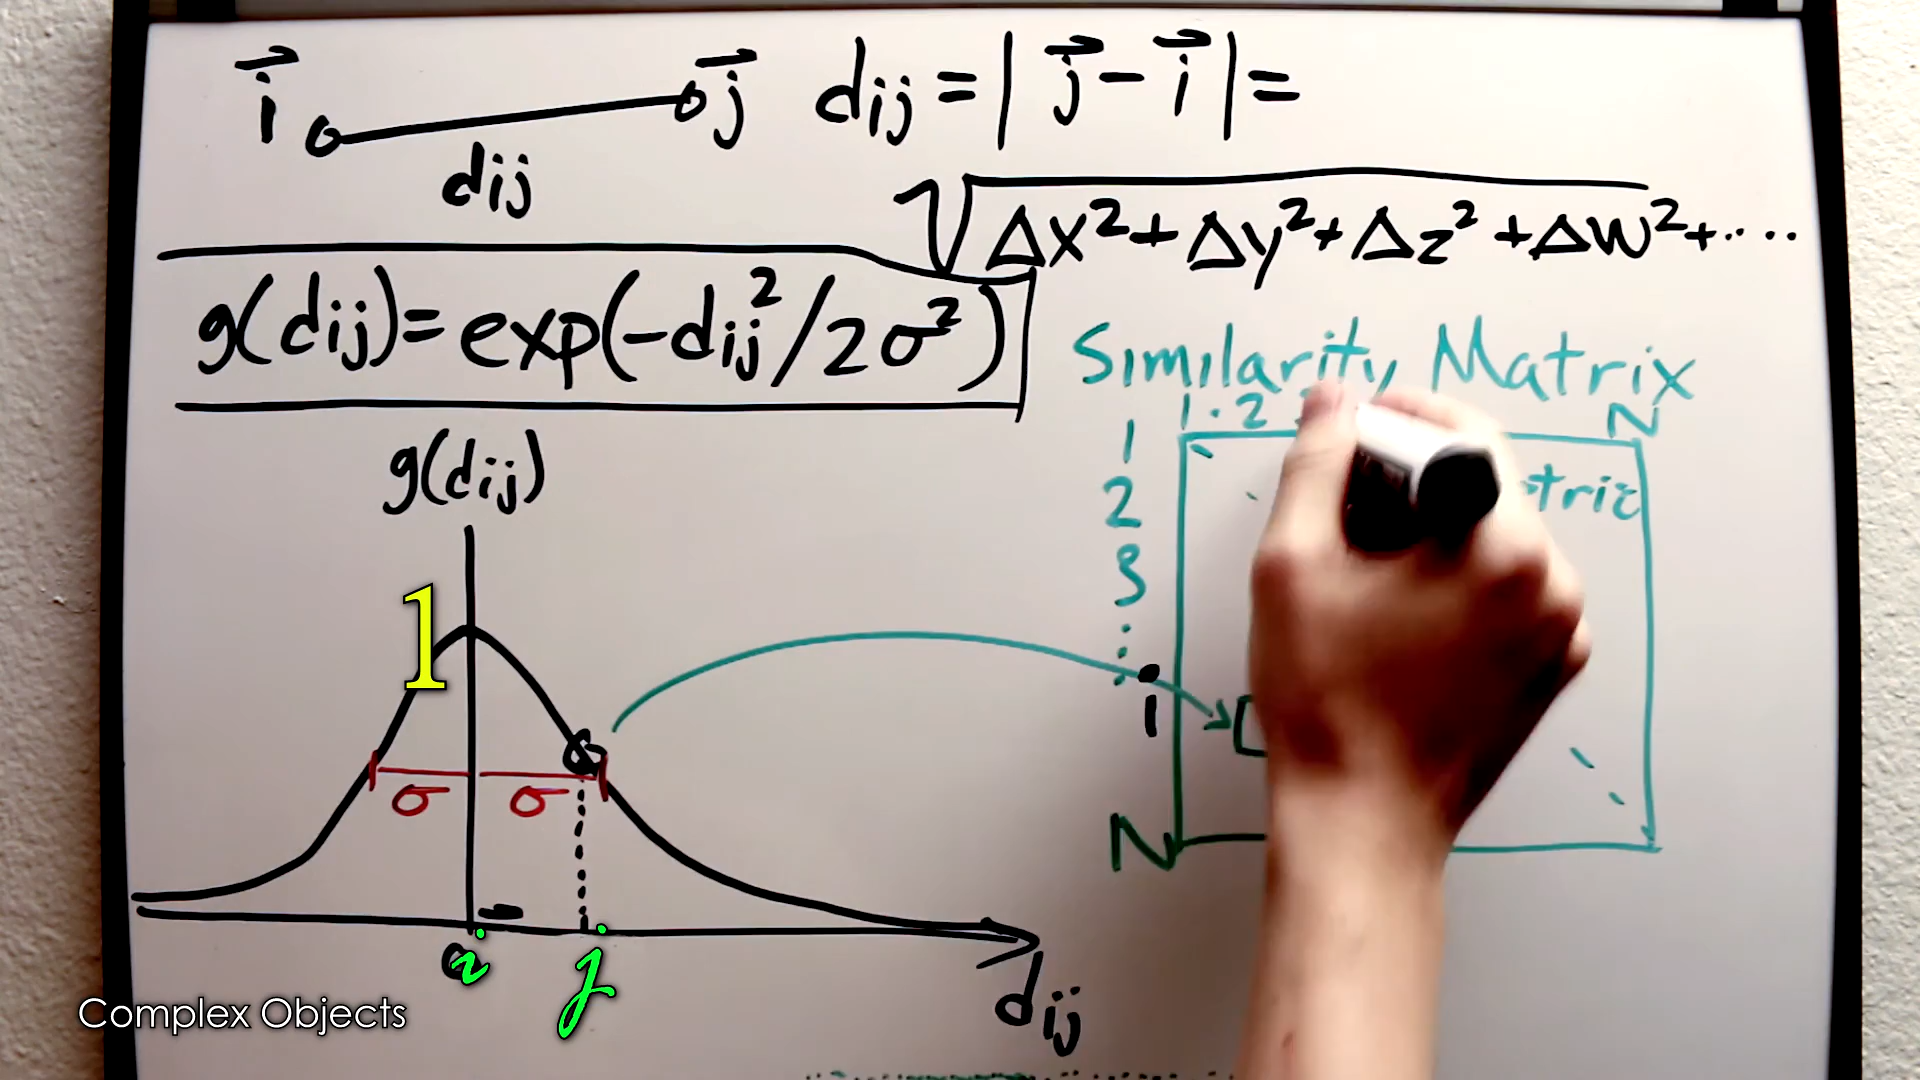 i⃗ j⃗ dij = | j⃗ - i⃗ | =
dij
√Δx²+Δy²+Δz²+Δw²+....
g(dij)=exp(-dij²/2σ²)
Similarity Matrix
1 . 2 N
g(dij)
1
2
3
⋮
i
N
1
σ σ
i j
dij
Complex Objects